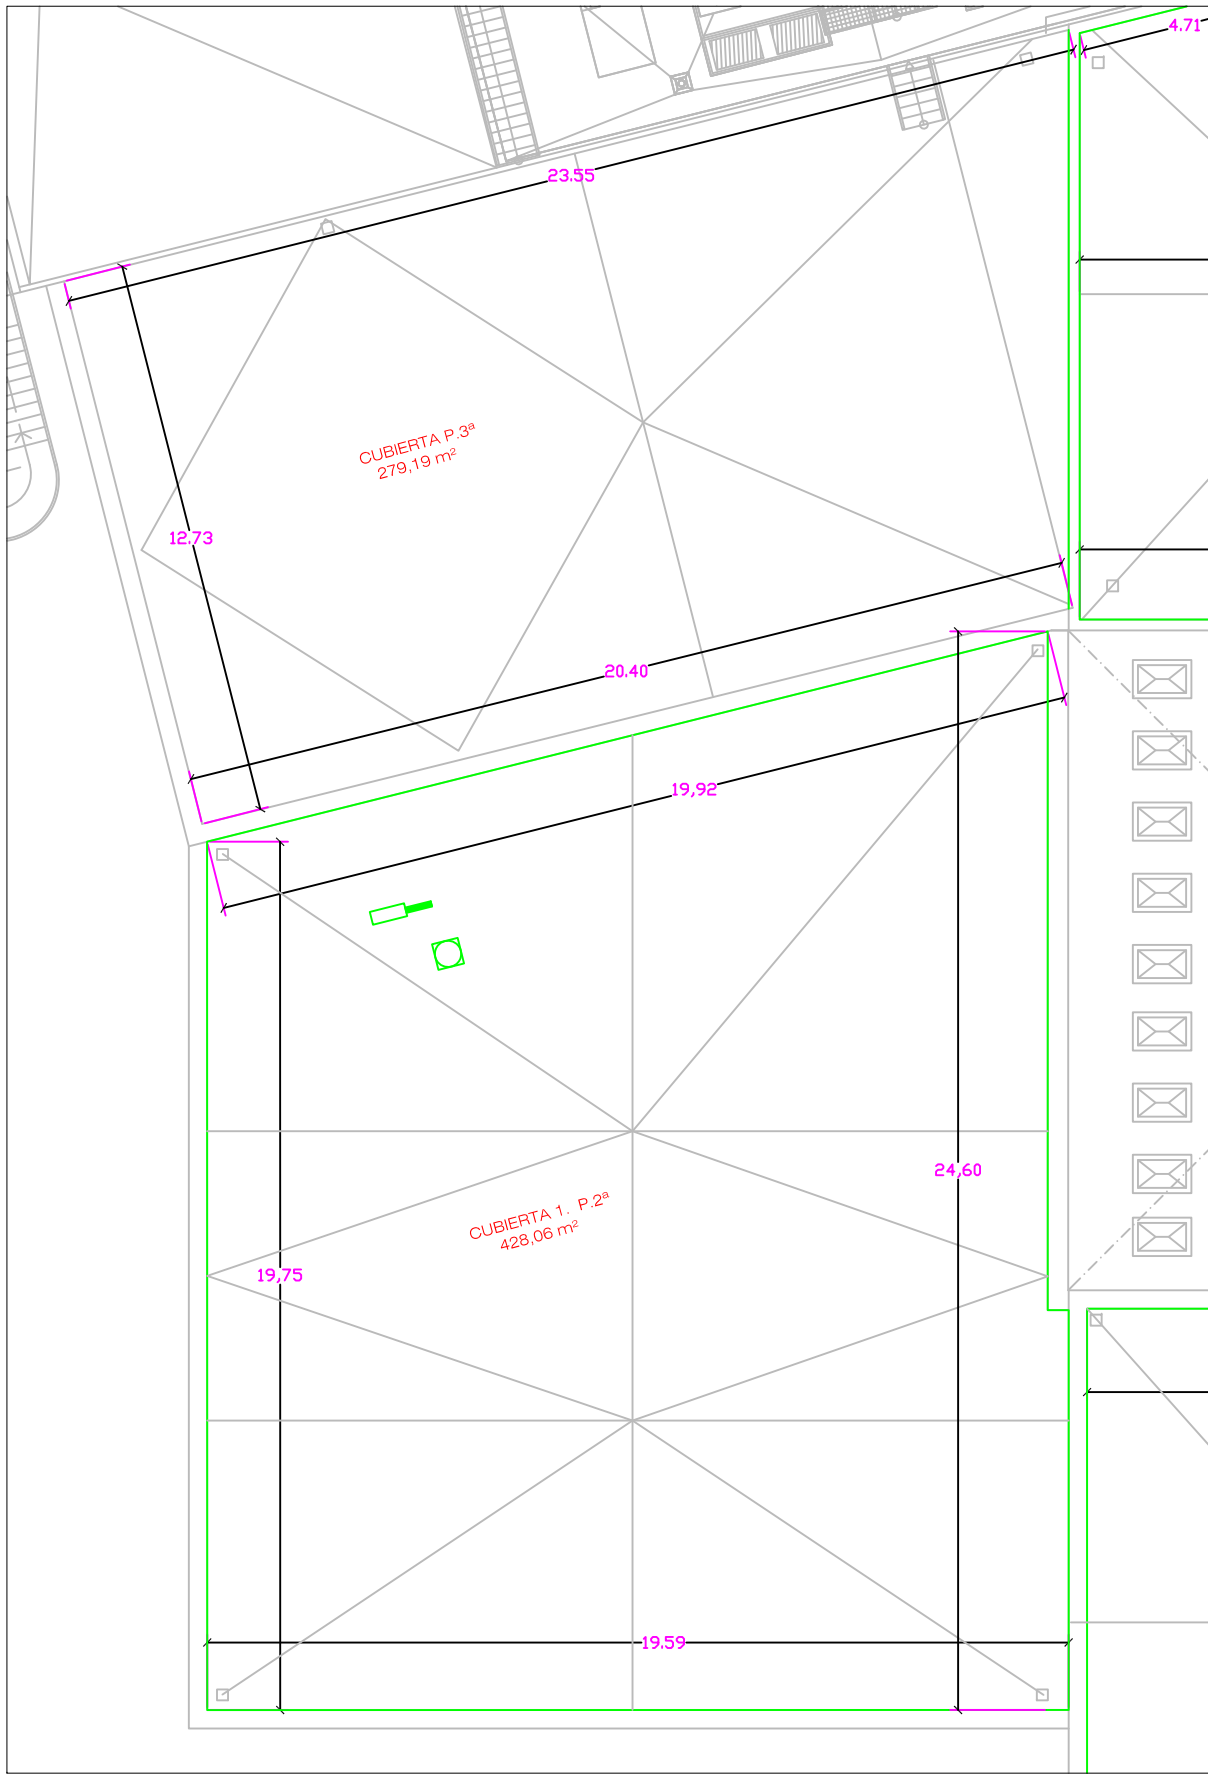 4.71
23.55
CUBIERTA P.3ª
279,19 m²
12.73
20.40
19,92
24,60
CUBIERTA 1. P.2ª
428,06 m²
19,75
19.59